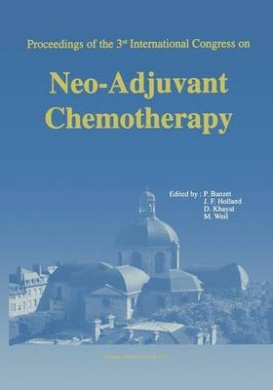 Proceedings of the 3rd International Congress on
Neo-Adjuvant
Chemotherapy
Edited by : P. Banzet
J. F. Holland
D. Khayat
M. Weil